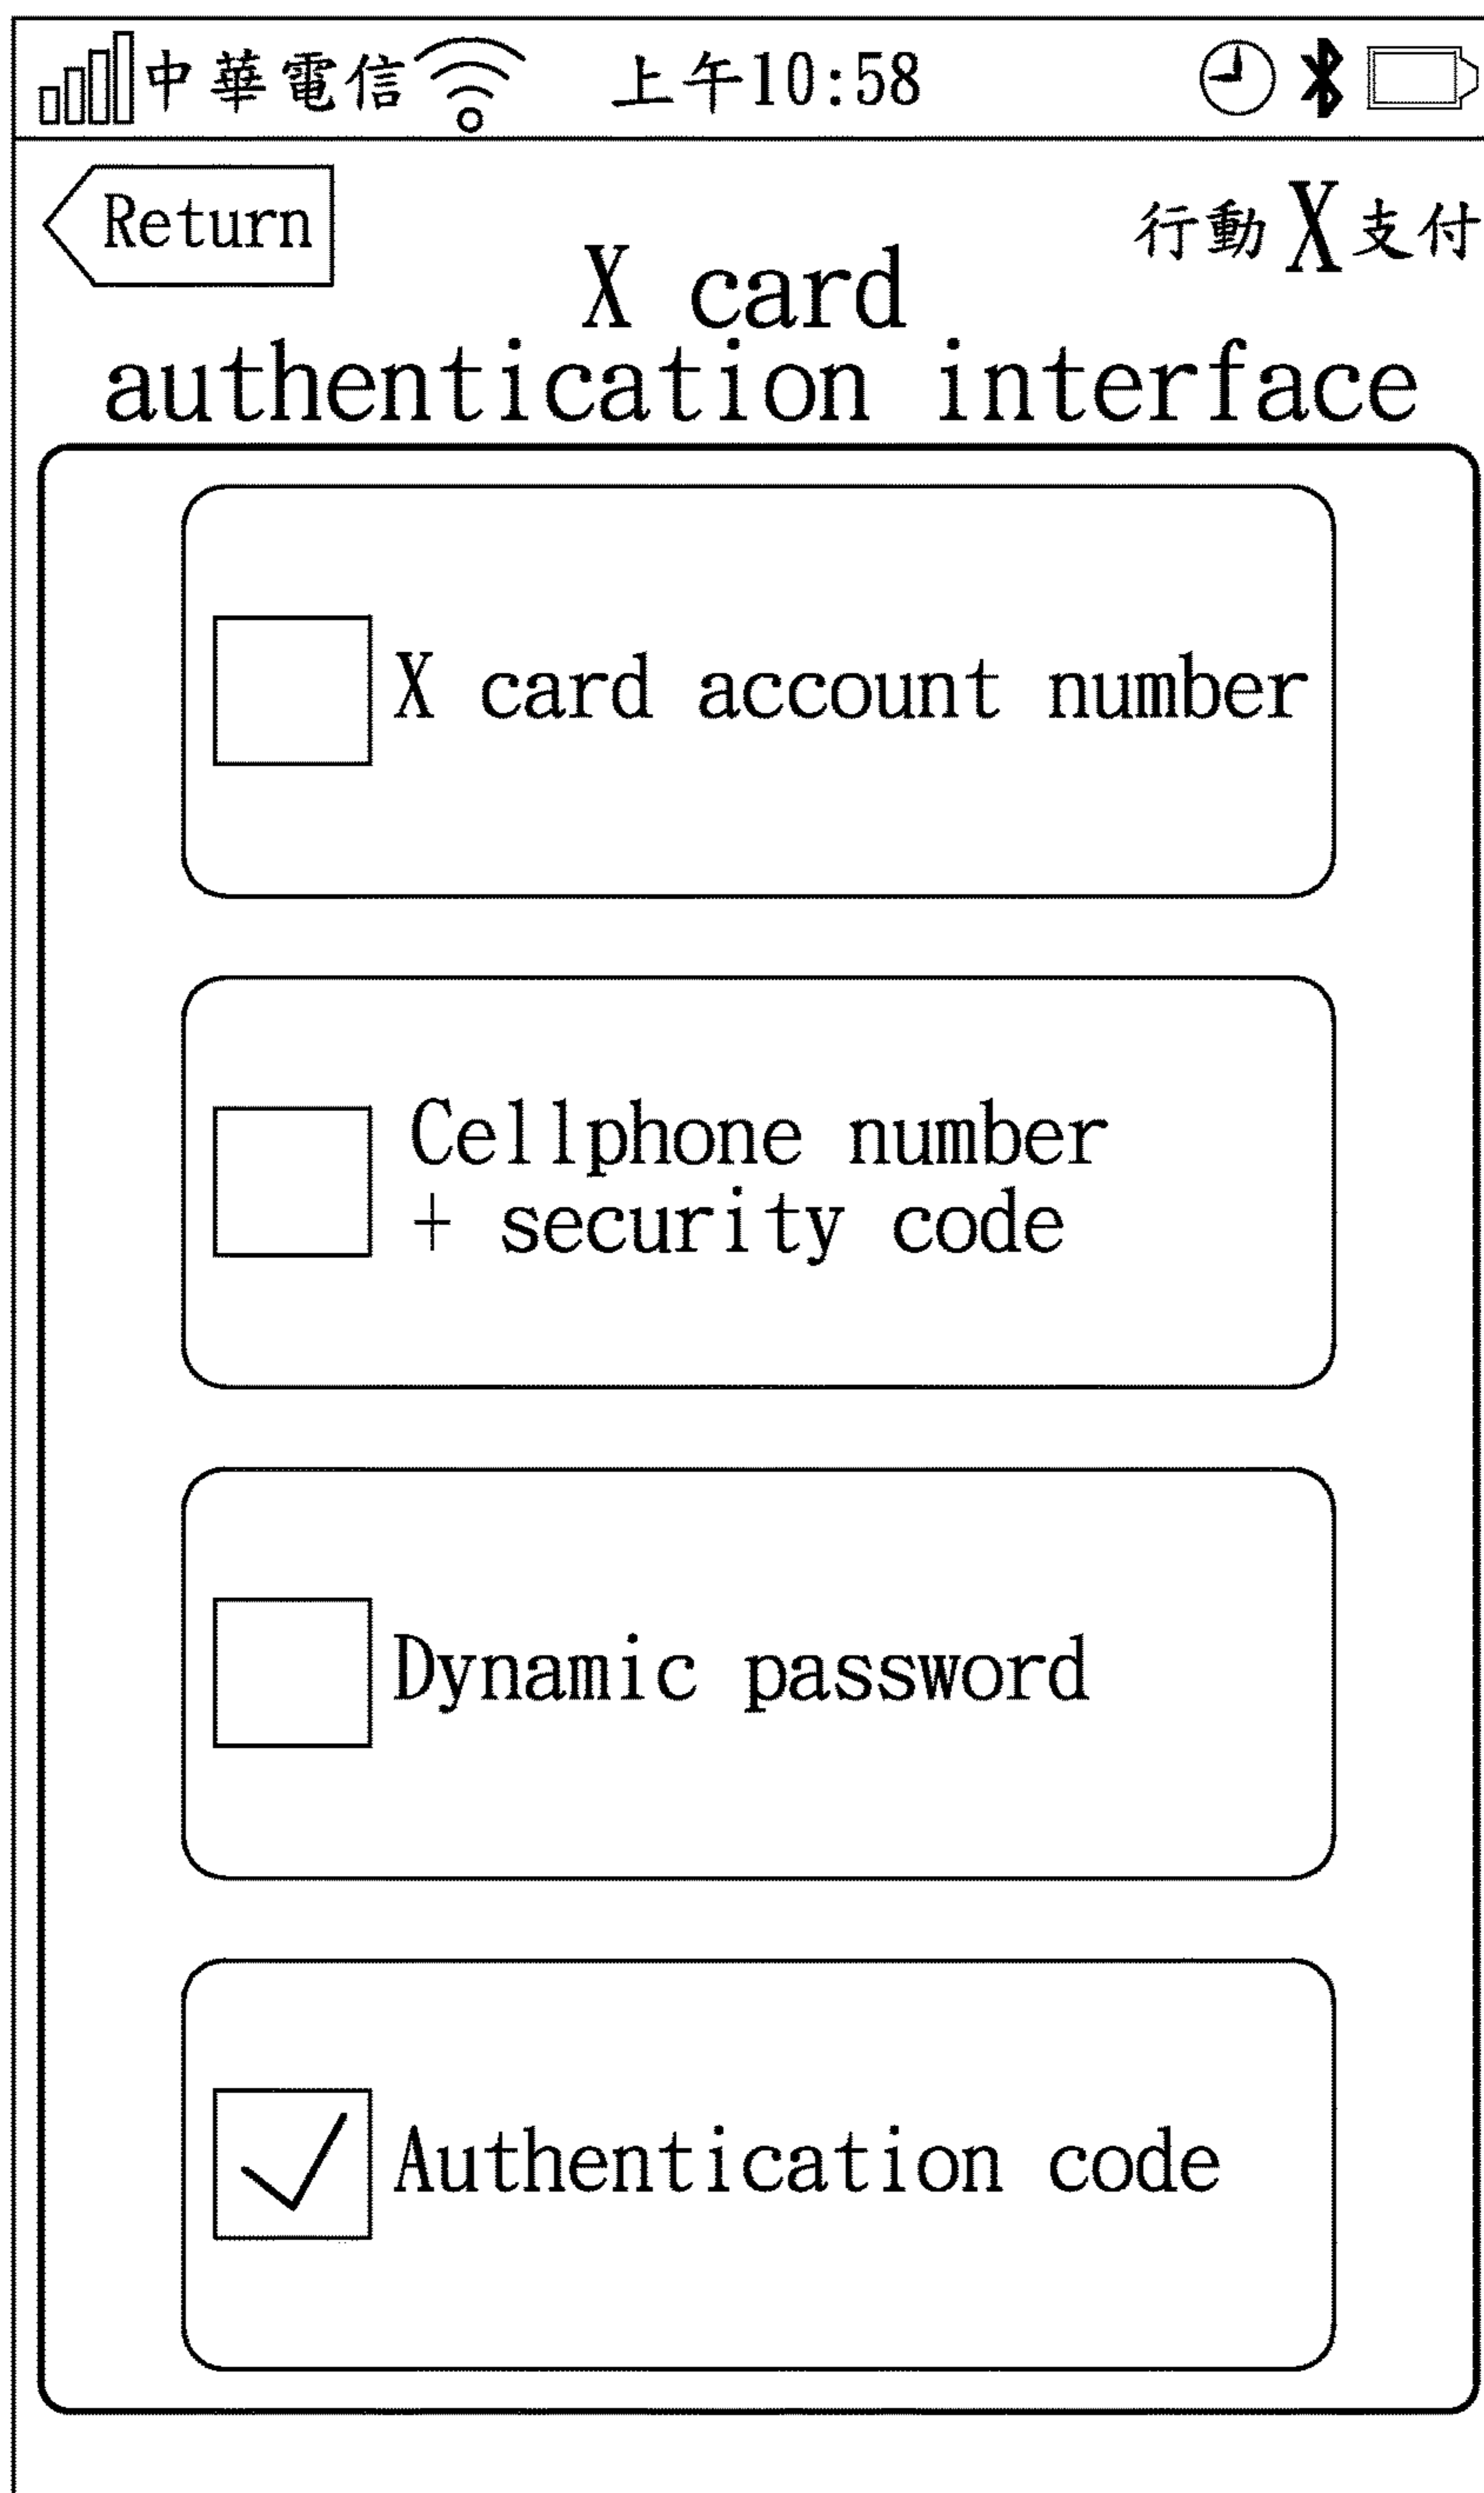 中華電信 上午10:58
Return
行動X支付
X card
authentication interface
X card account number
Cellphone number
+ security code
Dynamic password
Authentication code